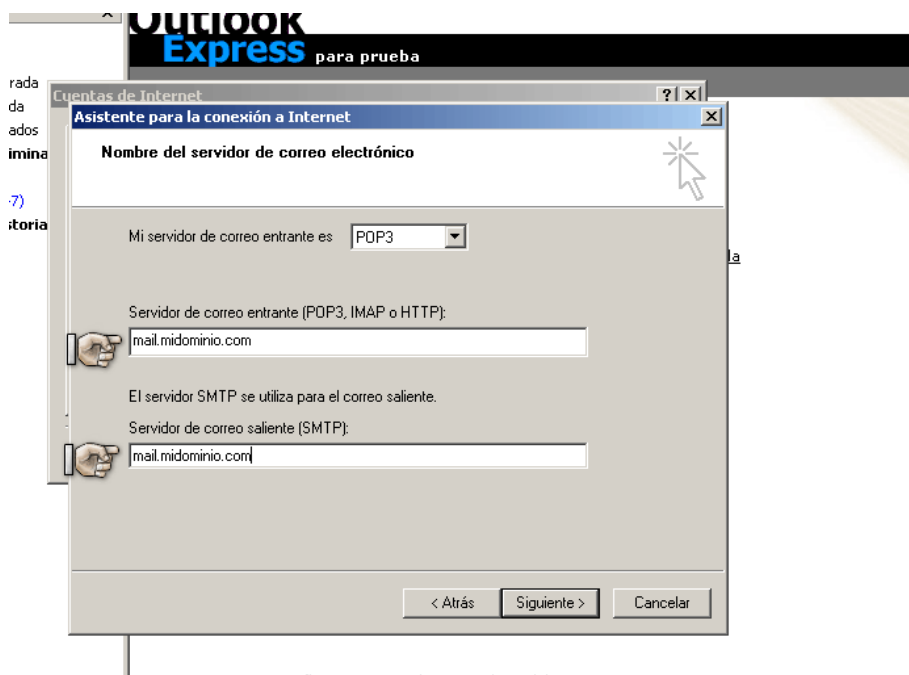 Outlook
Express para prueba
rada
da
ados
imina
-7)
storia
Cuentas de Internet
Asistente para la conexión a Internet
Nombre del servidor de correo electrónico
Mi servidor de correo entrante es POP3
la
Servidor de correo entrante (POP3, IMAP o HTTP):
mail.midominio.com
El servidor SMTP se utiliza para el correo saliente.
Servidor de correo saliente (SMTP):
mail.midominio.com
< Atrás Siguiente > Cancelar